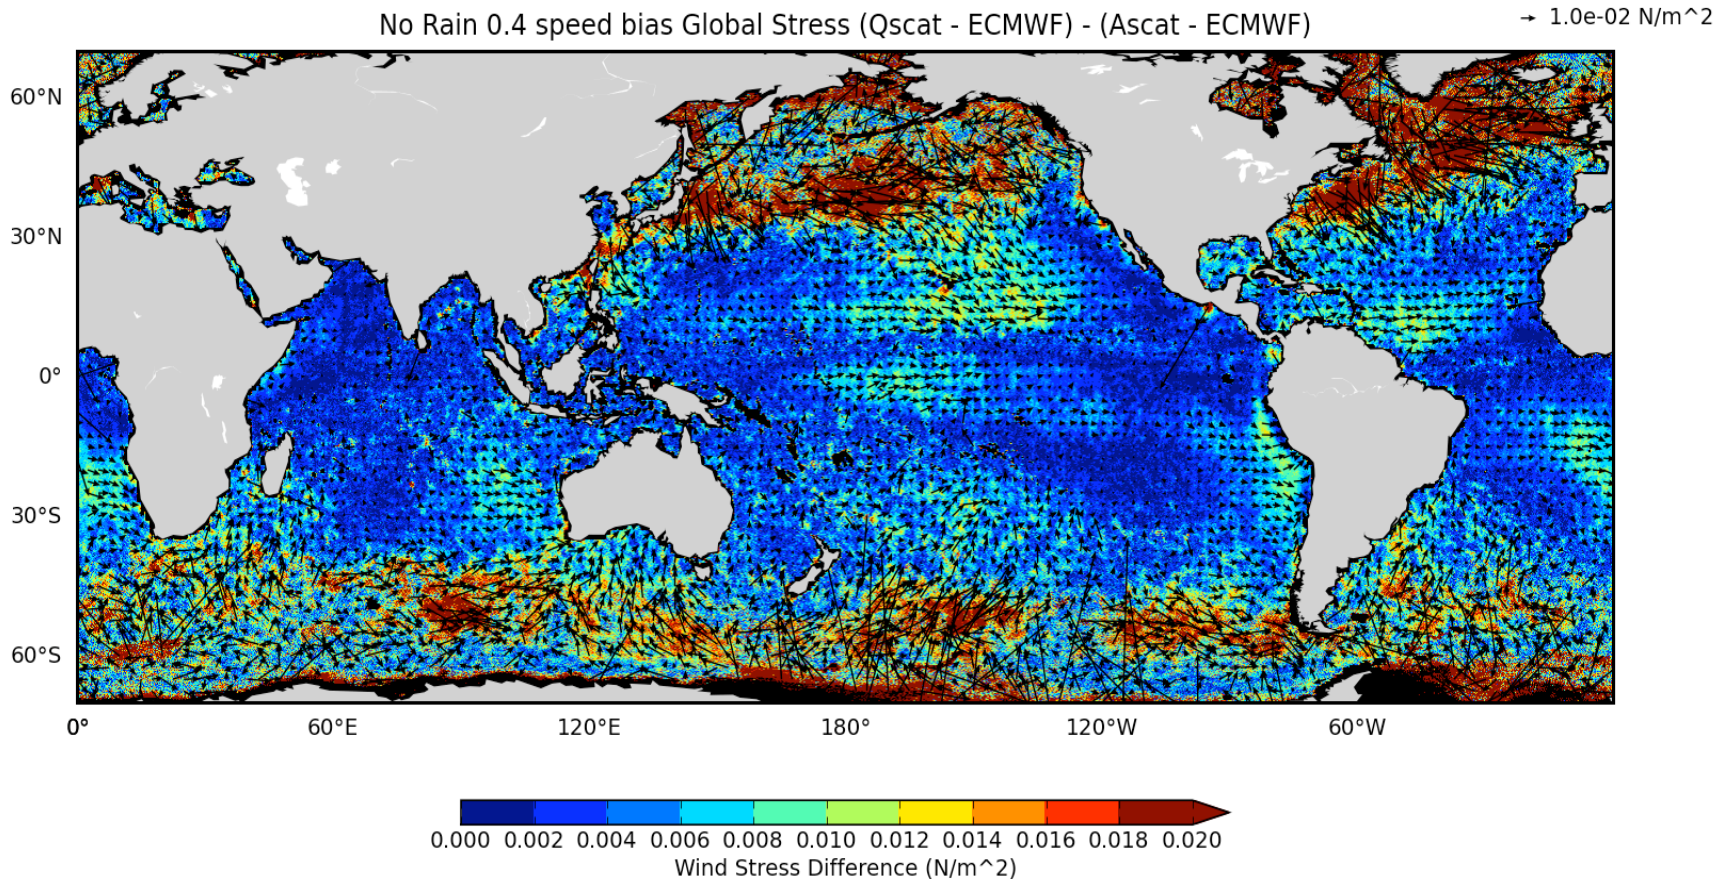 No Rain 0.4 speed bias Global Stress (Qscat - ECMWF) - (Ascat - ECMWF)
1.0e-02 N/m^2
60°N
30°N
0°
30°S
60°S
0° 60°E 120°E 180° 120°W 60°W
0.000 0.002 0.004 0.006 0.008 0.010 0.012 0.014 0.016 0.018 0.020
Wind Stress Difference (N/m^2)